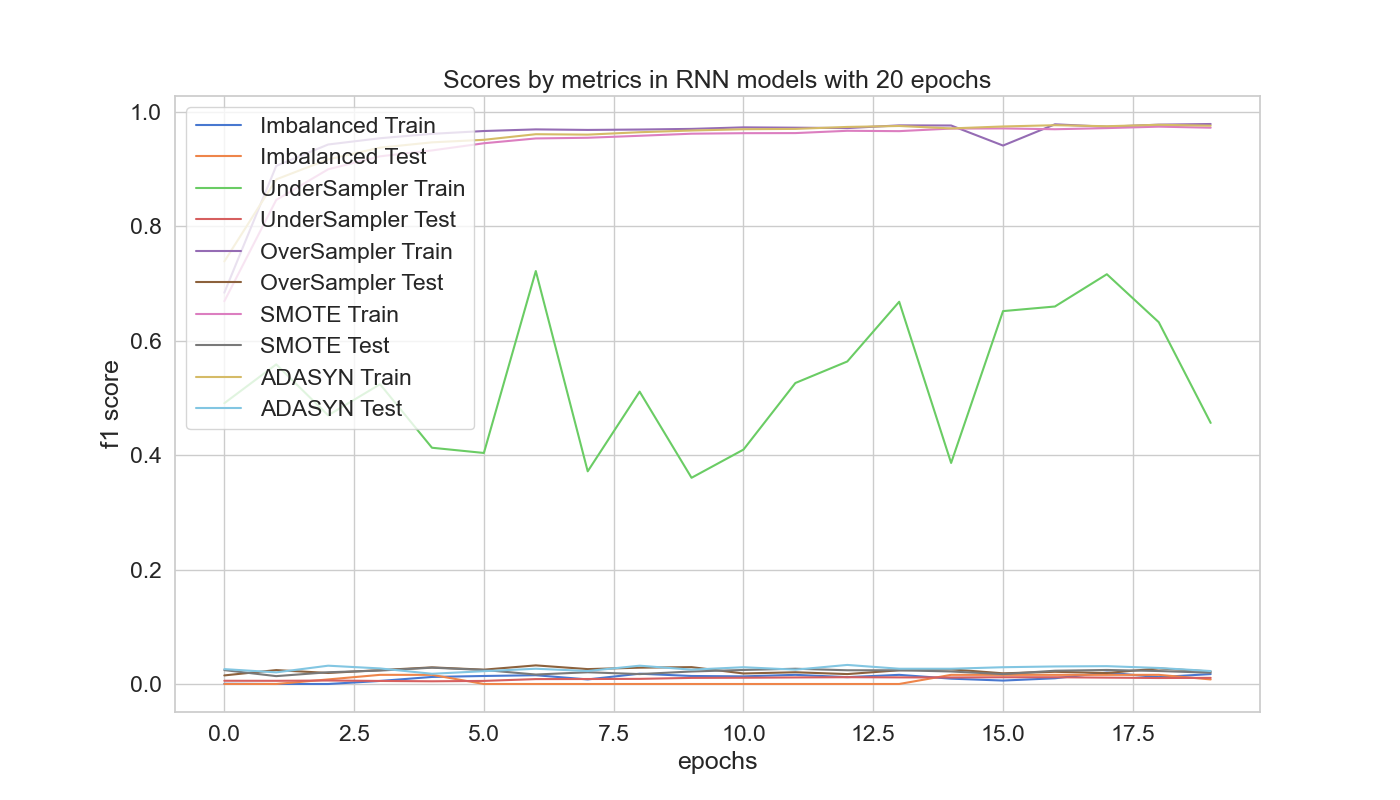 Scores by metrics in RNN models with 20 epochs
1.0
0.8
0.6
0.4
0.2
0.0
f1 score
Imbalanced Train
Imbalanced Test
UnderSampler Train
UnderSampler Test
OverSampler Train
OverSampler Test
SMOTE Train
SMOTE Test
ADASYN Train
ADASYN Test
0.0 2.5 5.0 7.5 10.0 12.5 15.0 17.5
epochs